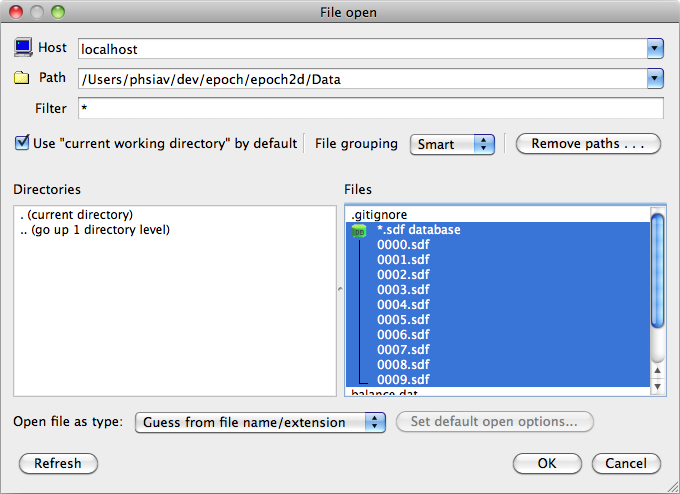 File open
Host localhost
Path /Users/phsiav/dev/epoch/epoch2d/Data
Filter *
Use "current working directory" by default File grouping Smart Remove paths . . .
Directories
. (current directory)
.. (go up 1 directory level)
Files
.gitignore
*.sdf database
0000.sdf
0001.sdf
0002.sdf
0003.sdf
0004.sdf
0005.sdf
0006.sdf
0007.sdf
0008.sdf
0009.sdf
balance.dat
Open file as type: Guess from file name/extension Set default open options...
Refresh OK Cancel